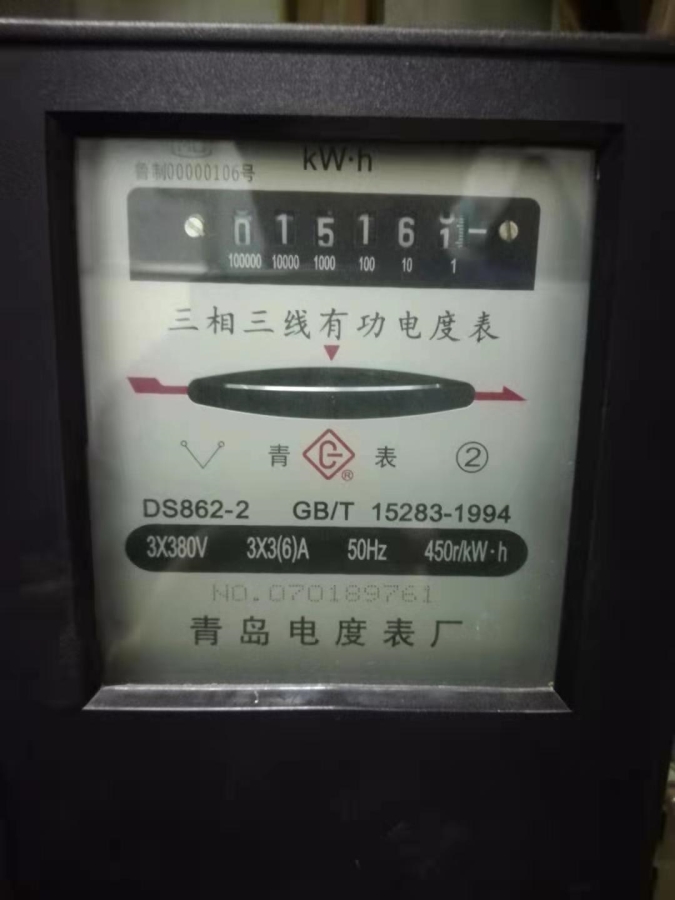 鲁制00000106号
kW·h
0 1 5 1 6 1
100000 10000 1000 100 10 1
三相三线有功电度表
青 ® 表 ②
DS862-2 GB/T 15283-1994
3X380V 3X3(6)A 50Hz 450r/kW·h
NO.070189761
青岛电度表厂